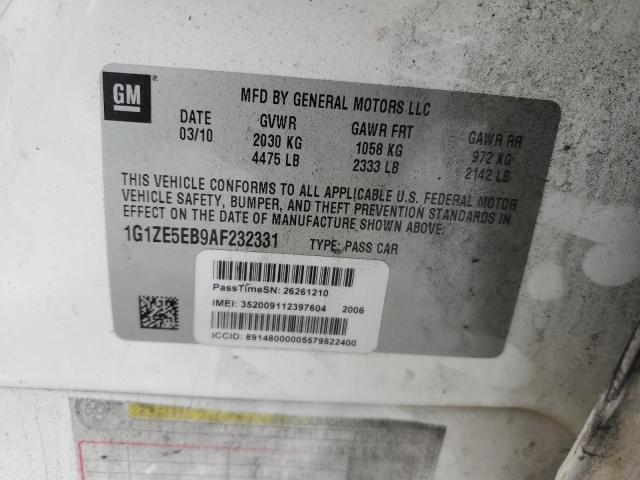 GM
MFD BY GENERAL MOTORS LLC
DATE GVWR GAWR FRT GAWR RR
03/10 2030 KG 1058 KG 972 KG
4475 LB 2333 LB 2142 LB
THIS VEHICLE CONFORMS TO ALL APPLICABLE U.S. FEDERAL MOTOR
VEHICLE SAFETY, BUMPER, AND THEFT PREVENTION STANDARDS IN
EFFECT ON THE DATE OF MANUFACTURE SHOWN ABOVE.
1G1ZE5EB9AF232331 TYPE: PASS CAR
PassTimeSN: 26261210
IMEI: 352009112397604 2006
ICCID: 89148000005579522400